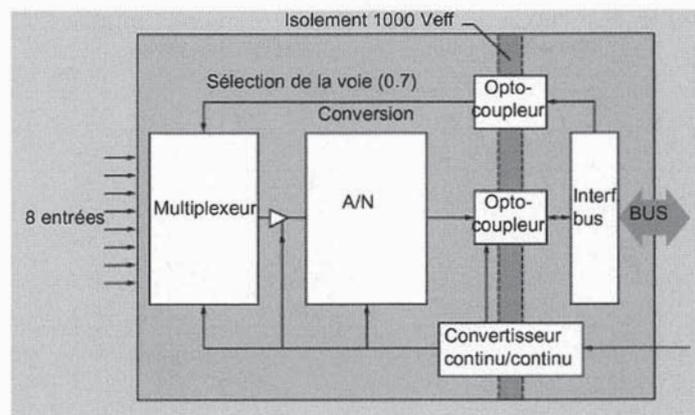 Isolement 1000 Veff
Sélection de la voie (0.7)
Opto-
coupleur
Conversion
8 entrées
Multiplexeur
A/N
Opto-
coupleur
Interf.
bus
BUS
Convertisseur
continu/continu